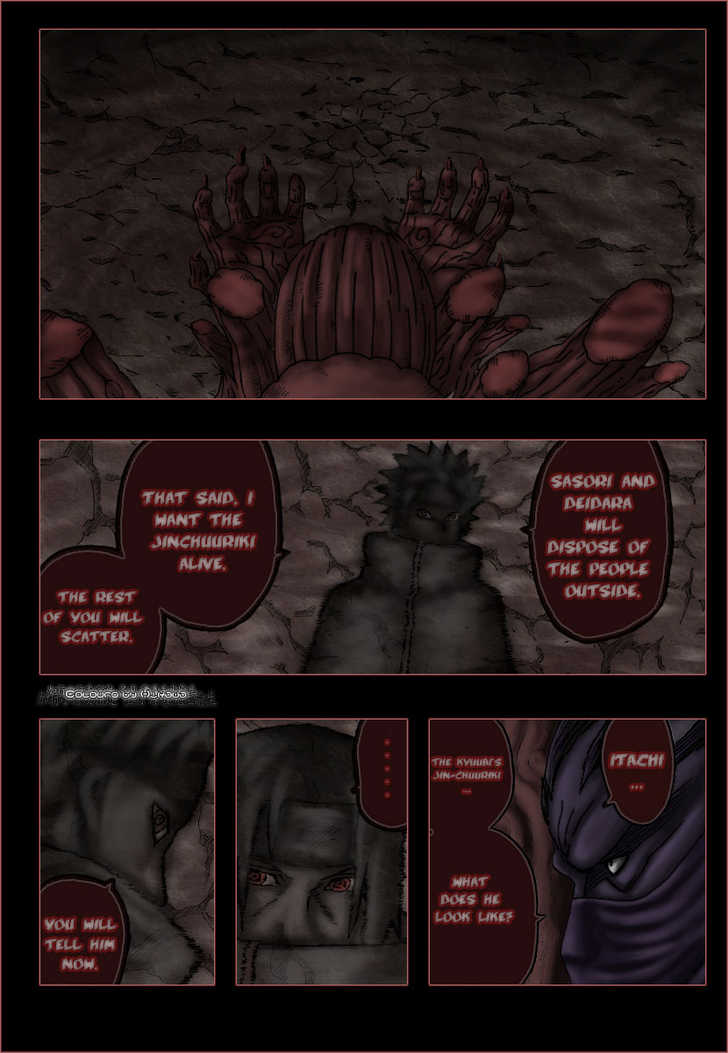 SASORI AND
DEIDARA
WILL
DISPOSE OF
THE PEOPLE
OUTSIDE.
THAT SAID, I
WANT THE
JINCHUURIKI
ALIVE.
THE REST
OF YOU WILL
SCATTER.
ITACHI
...
THE KYUUBI'S
JIN-CHUURIKI
...
WHAT
DOES HE
LOOK LIKE?
.....
YOU WILL
TELL HIM
NOW.